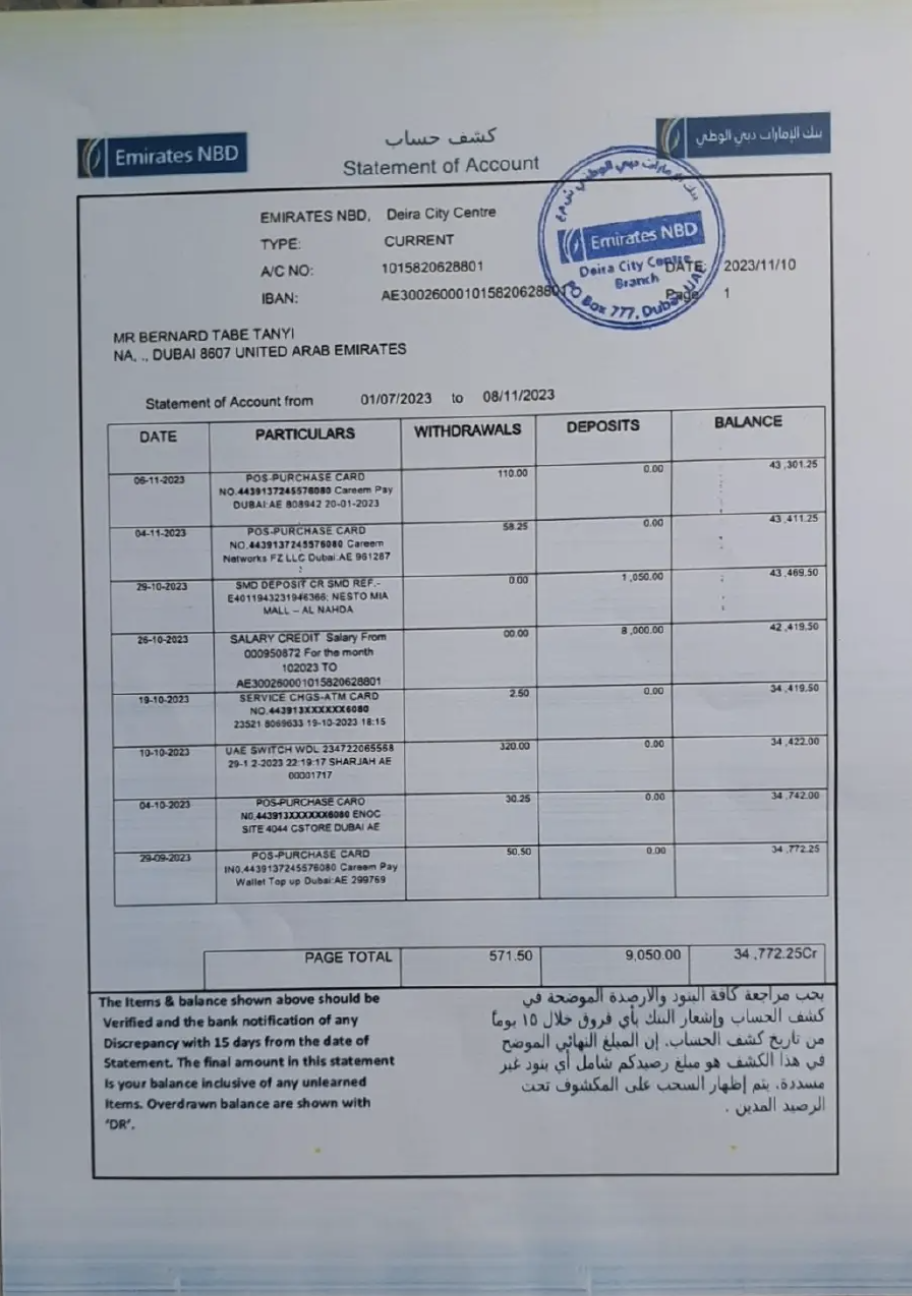 كشف حساب
Emirates NBD
بنك الإمارات دبي الوطني
Statement of Account
بنك الإمارات دبي الوطني ش م ع
Emirates NBD
Deira City Centre
Branch
PO Box 777, Dubai, UAE
EMIRATES NBD, Deira City Centre
TYPE: CURRENT
A/C NO: 1015820628801 DATE: 2023/11/10
IBAN: AE300260001015820628801 Page 1
MR BERNARD TABE TANYI
NA, ., DUBAI 8607 UNITED ARAB EMIRATES
Statement of Account from 01/07/2023 to 08/11/2023
DATE PARTICULARS WITHDRAWALS DEPOSITS BALANCE
06-11-2023 POS-PURCHASE CARD 110.00 0.00 43 ,301.25
NO.4439137245576080 Careem Pay
DUBAI:AE 808942 20-01-2023
04-11-2023 POS-PURCHASE CARD 58.25 0.00 43 ,411.25
NO.4439137245576080 Careem
Networks FZ LLC Dubai:AE 961287
:
29-10-2023 SMD DEPOSIT CR SMD REF.- 0.00 1 ,050.00 43 ,469.50
E4011943231946366; NESTO MIA
MALL – AL NAHDA
26-10-2023 SALARY CREDIT Salary From 00.00 8 ,000.00 42 ,419.50
000950872 For the month
102023 TO
AE300260001015820628801
19-10-2023 SERVICE CHGS-ATM CARD 2.50 0.00 34 ,419.50
NO.443913XXXXXX6080
23521 8069633 19-10-2023 18:15
10-10-2023 UAE SWITCH WDL 234722065568 320.00 0.00 34 ,422.00
29-1 2-2023 22:19:17 SHARJAH AE
00001717
04-10-2023 POS-PURCHASE CARO 30.25 0.00 34 ,742.00
N0,443913XXXXXX6080 ENOC
SITE 4044 CSTORE DUBAI AE
29-09-2023 POS-PURCHASE CARD 50.50 0.00 34 ,772.25
IN0.4439137245576080 Careem Pay
Wallet Top up Dubai:AE 299769
PAGE TOTAL 571.50 9,050.00 34 ,772.25Cr
The Items & balance shown above should be
Verified and the bank notification of any
Discrepancy with 15 days from the date of
Statement. The final amount in this statement
Is your balance inclusive of any unlearned
Items. Overdrawn balance are shown with
'DR'.
يجب مراجعة كافة البنود والارصدة الموضحة في
كشف الحساب وإشعار البنك بأي فروق خلال ١٥ يوماً
من تاريخ كشف الحساب. إن المبلغ النهائي الموضح
في هذا الكشف هو مبلغ رصيدكم شامل أي بنود غير
مسددة. يتم إظهار السحب على المكشوف تحت
الرصيد المدين .